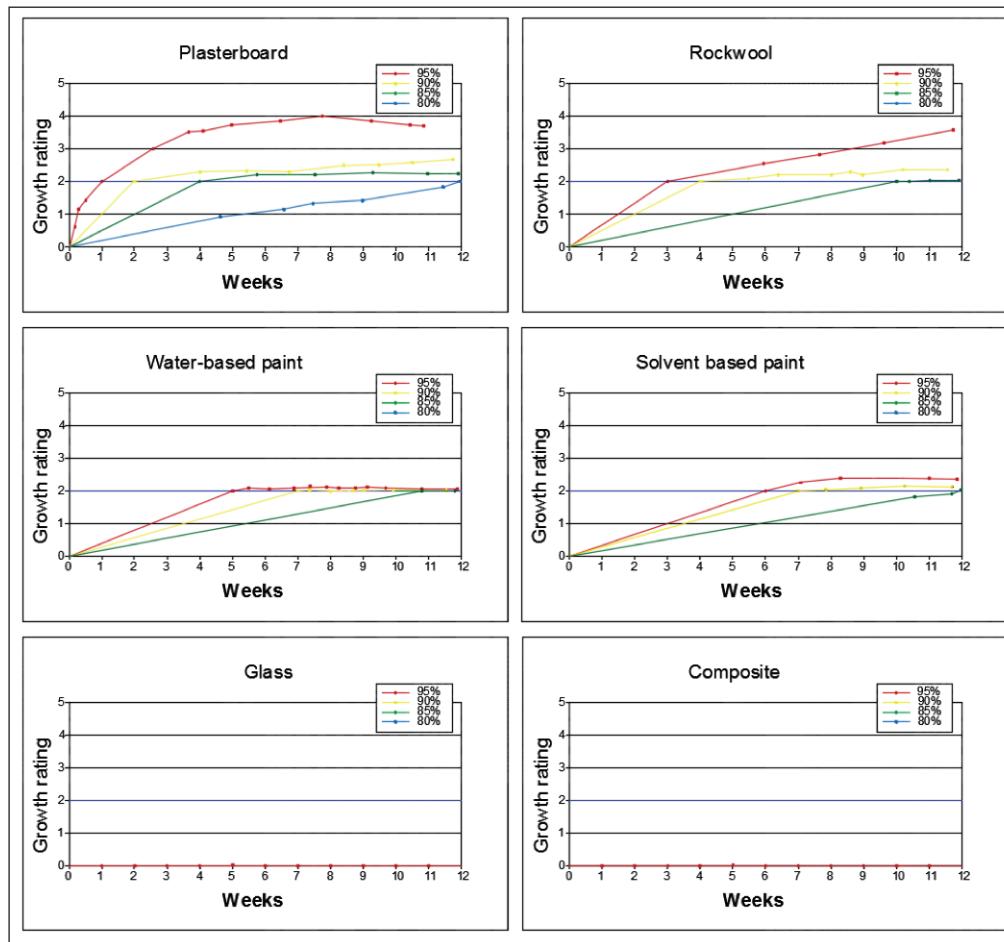 Plasterboard
95%
90%
85%
80%
Growth rating
5
4
3
2
1
0
0 1 2 3 4 5 6 7 8 9 10 11 12
Weeks
Rockwool
95%
90%
85%
80%
Growth rating
5
4
3
2
1
0
0 1 2 3 4 5 6 7 8 9 10 11 12
Weeks
Water-based paint
95%
90%
85%
80%
Growth rating
5
4
3
2
1
0
0 1 2 3 4 5 6 7 8 9 10 11 12
Weeks
Solvent based paint
95%
90%
85%
80%
Growth rating
5
4
3
2
1
0
0 1 2 3 4 5 6 7 8 9 10 11 12
Weeks
Glass
95%
90%
85%
80%
Growth rating
5
4
3
2
1
0
0 1 2 3 4 5 6 7 8 9 10 11 12
Weeks
Composite
95%
90%
85%
80%
Growth rating
5
4
3
2
1
0
0 1 2 3 4 5 6 7 8 9 10 11 12
Weeks